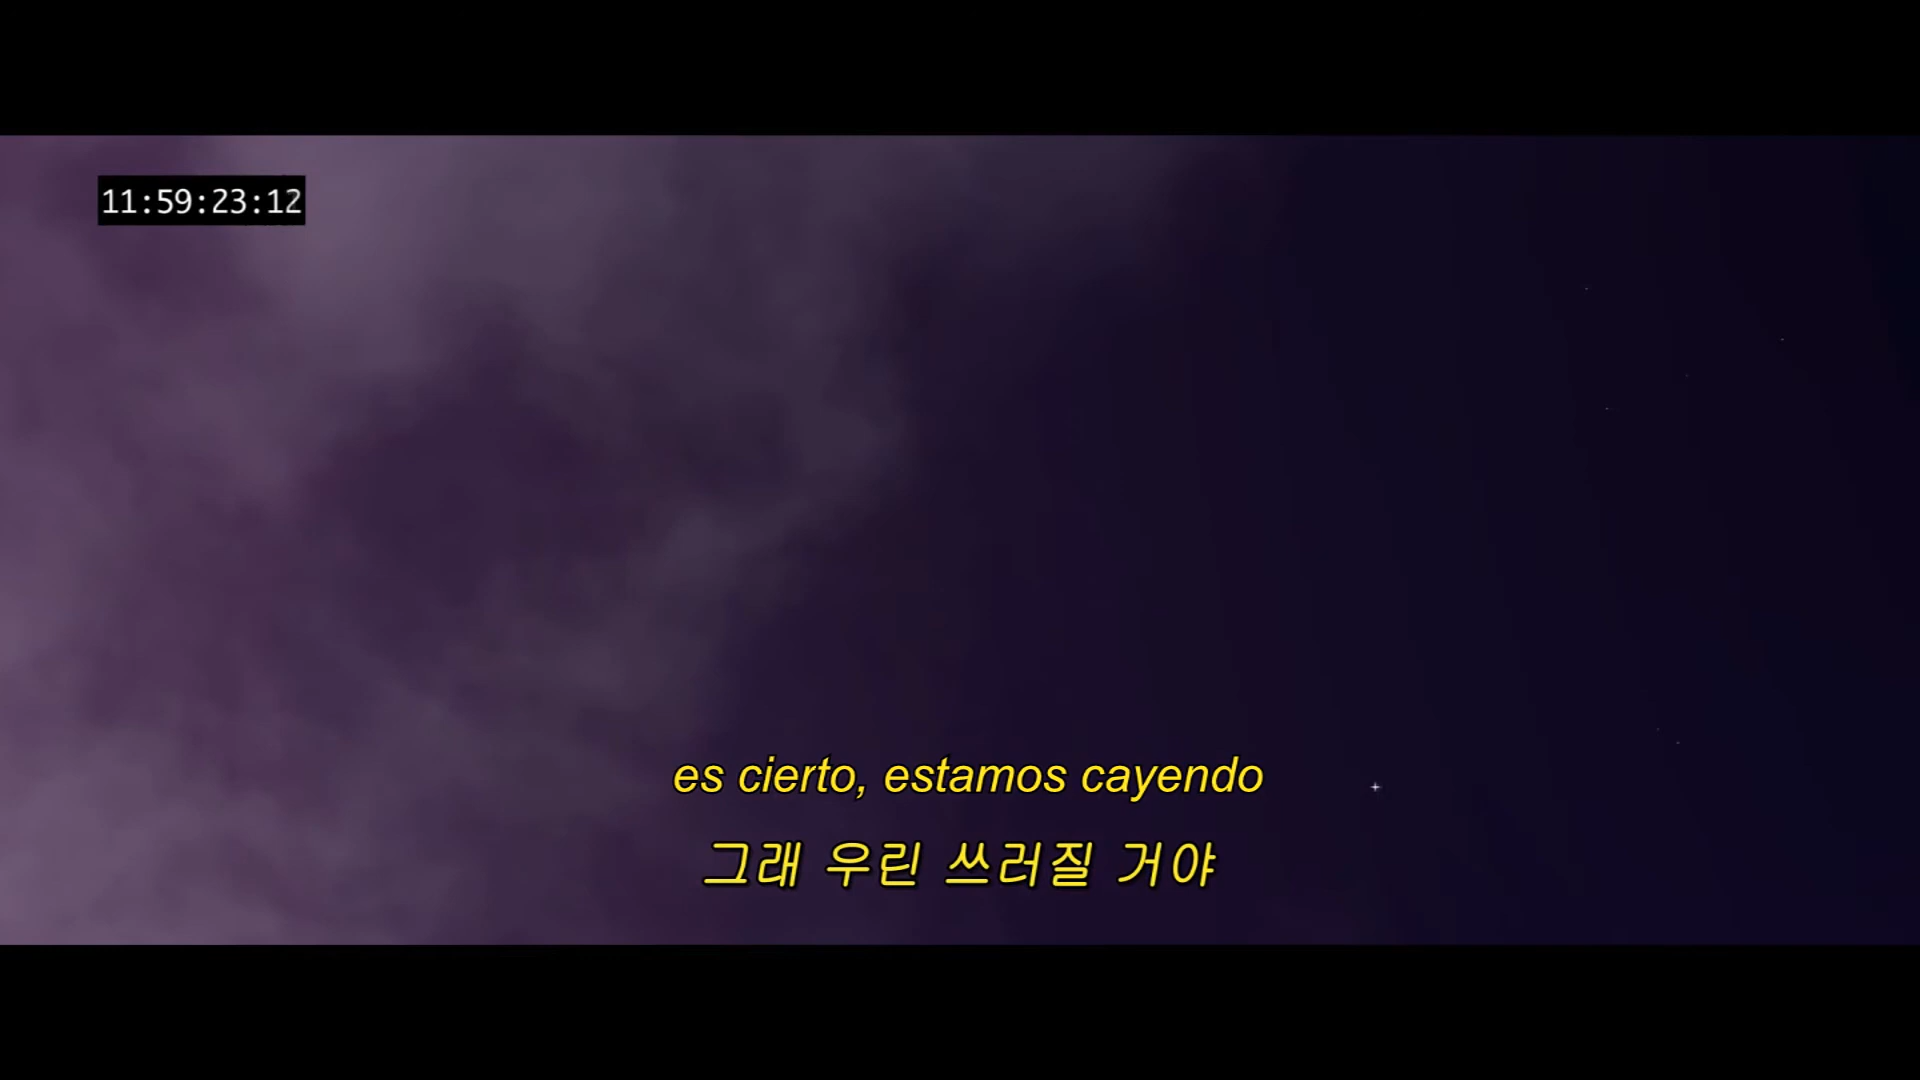 11:59:23:12
es cierto, estamos cayendo
그래 우린 쓰러질 거야